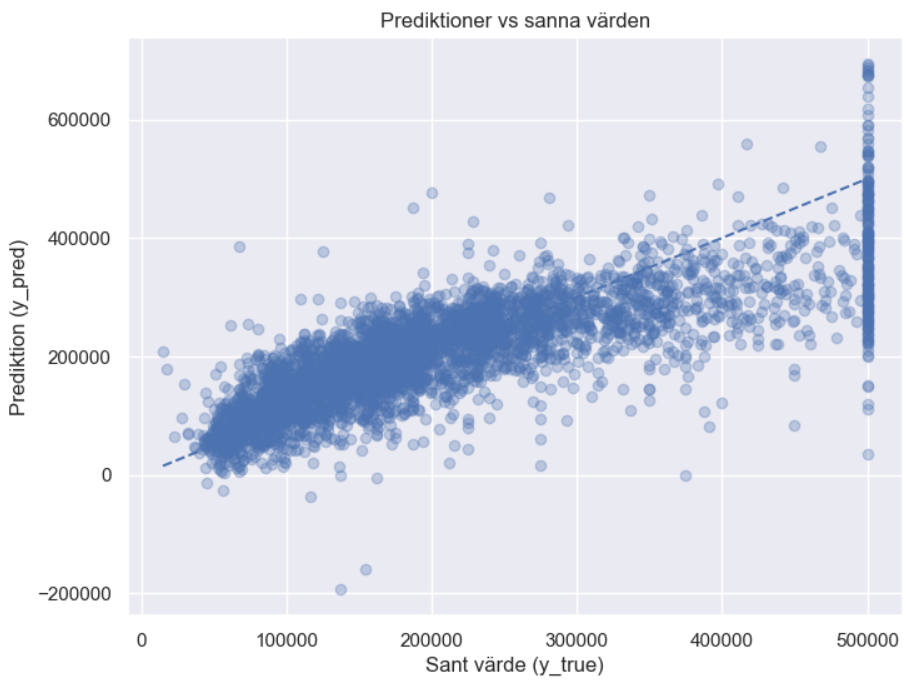 Prediktioner vs sanna värden
Prediktion (y_pred)
600000
400000
200000
0
−200000
0 100000 200000 300000 400000 500000
Sant värde (y_true)